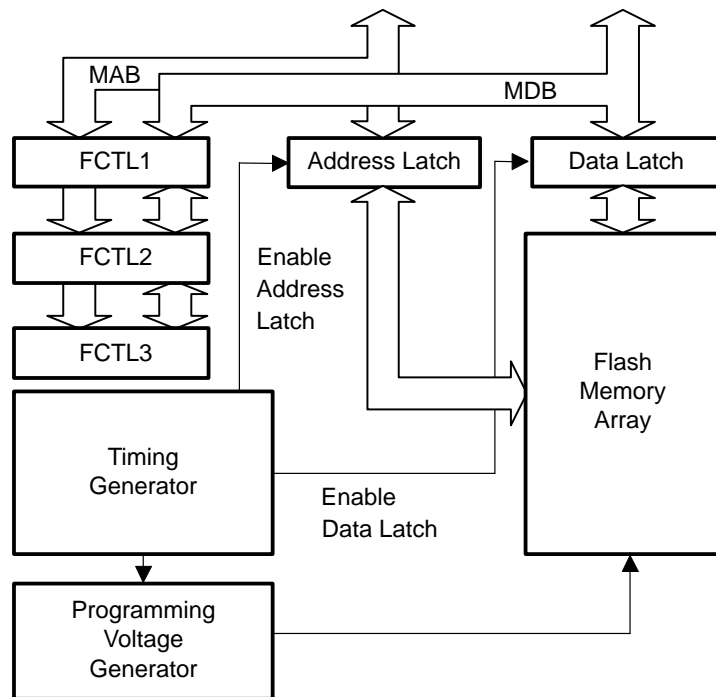 MAB
MDB
FCTL1
Address Latch
Data Latch
FCTL2
Enable
Address
Latch
FCTL3
Flash
Memory
Array
Timing
Generator
Enable
Data Latch
Programming
Voltage
Generator